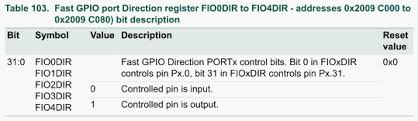 Table 103. Fast GPIO port Direction register FIO0DIR to FIO4DIR - addresses 0x2009 C000 to
0x2009 C080) bit description
Bit Symbol Value Description Reset
value
31:0 FIO0DIR Fast GPIO Direction PORTx control bits. Bit 0 in FIOxDIR 0x0
FIO1DIR controls pin Px.0, bit 31 in FIOxDIR controls pin Px.31.
FIO2DIR
FIO3DIR 0 Controlled pin is input.
FIO4DIR 1 Controlled pin is output.